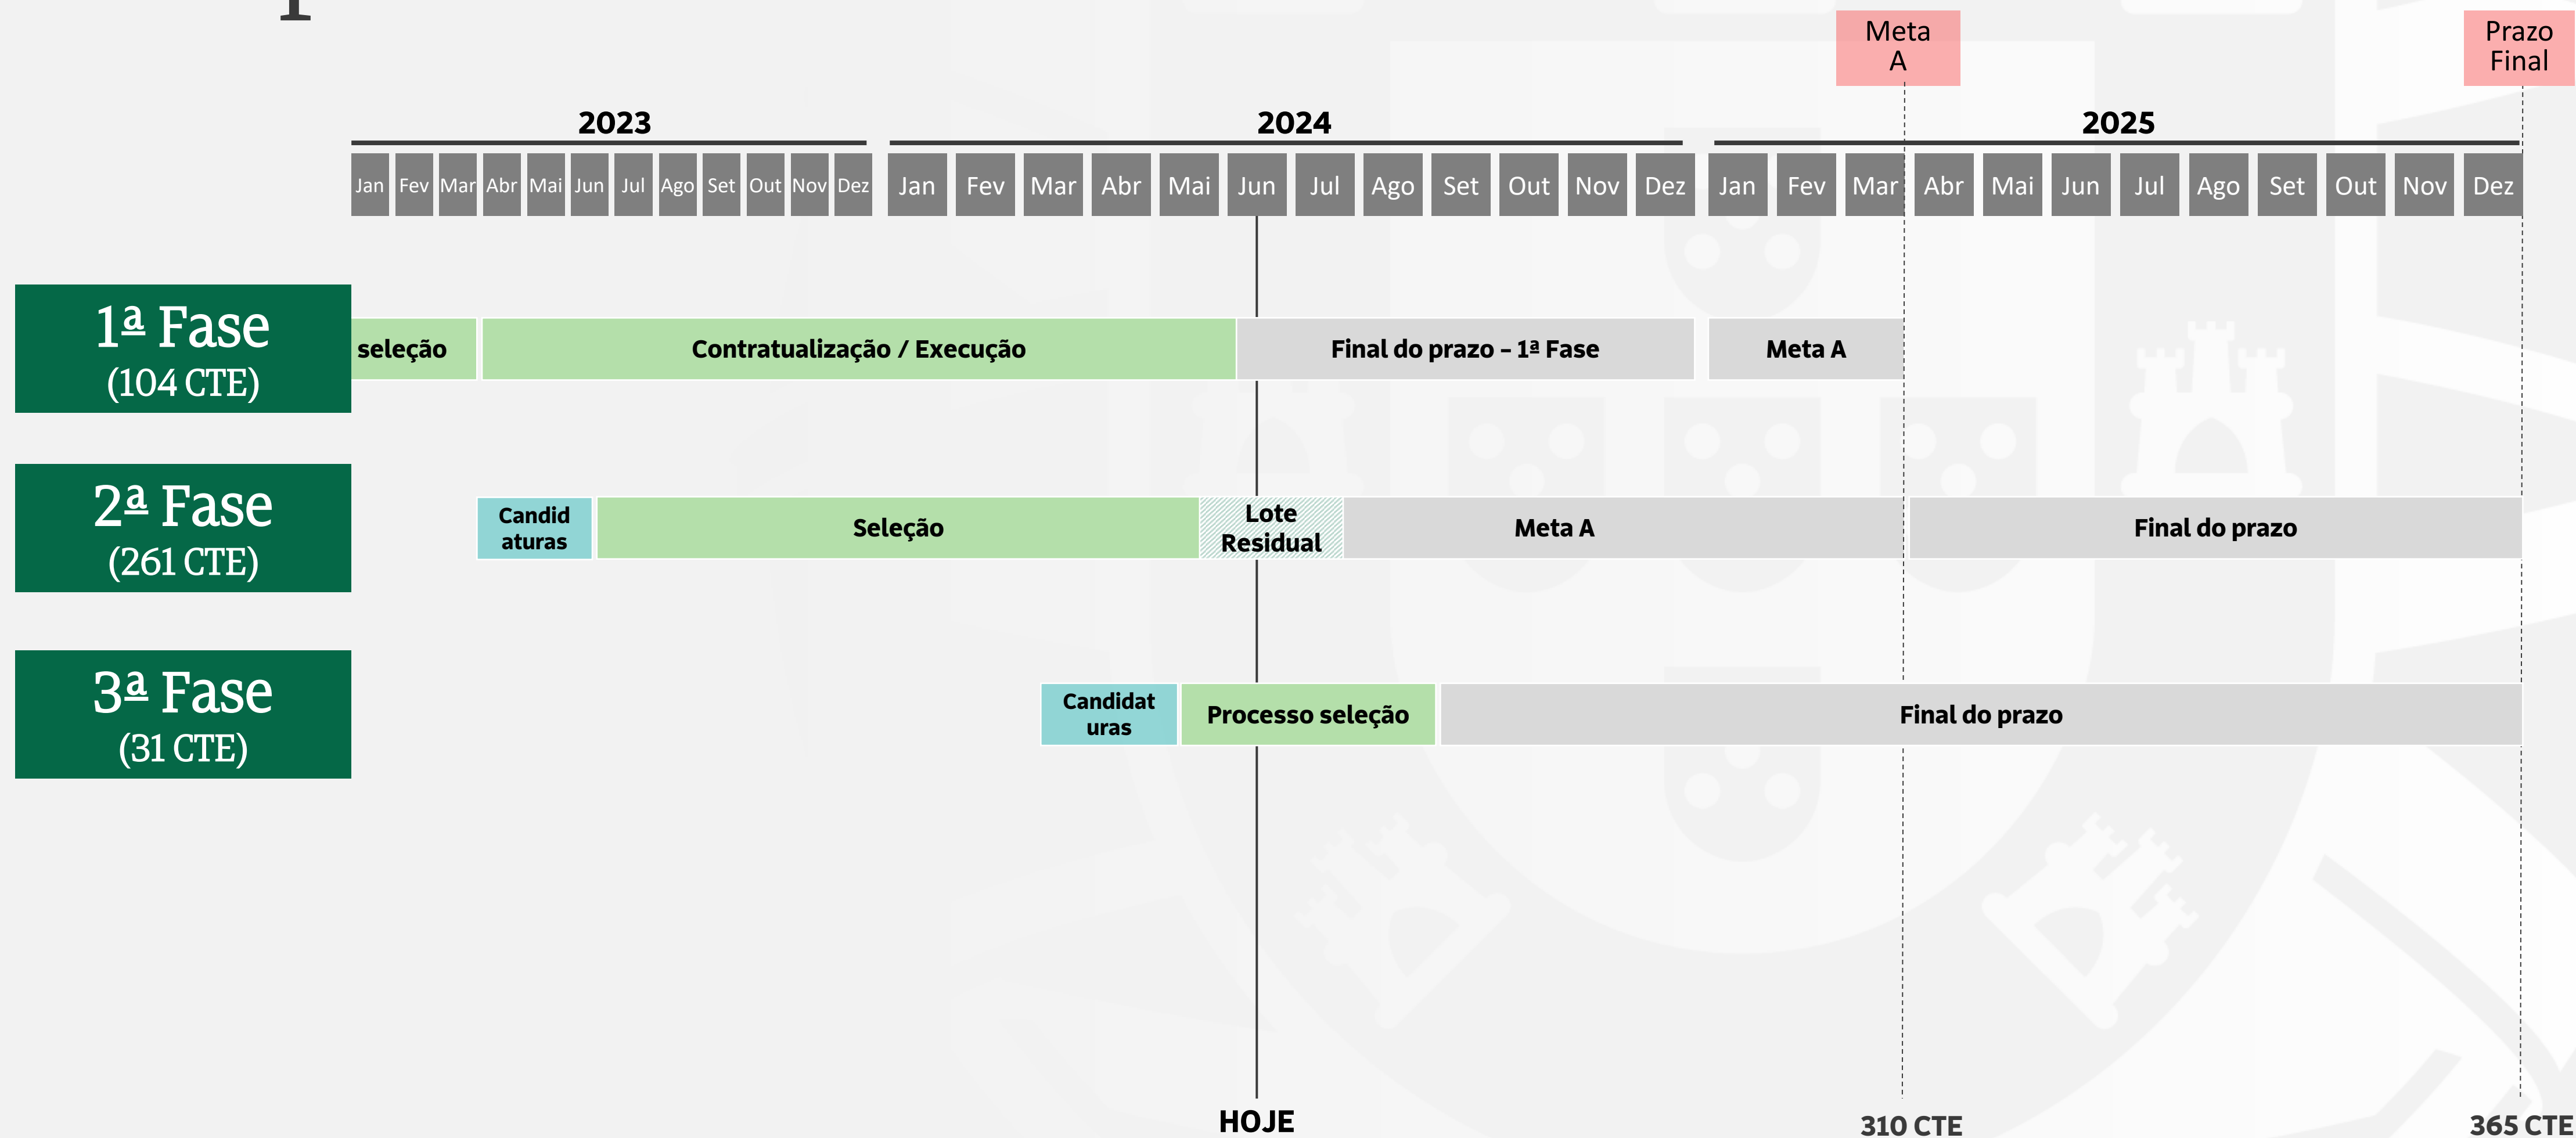 Meta
A
Prazo
Final
2023
2024
2025
Jan Fev Mar Abr Mai Jun Jul Ago Set Out Nov Dez Jan Fev Mar Abr Mai Jun Jul Ago Set Out Nov Dez Jan Fev Mar Abr Mai Jun Jul Ago Set Out Nov Dez
1ª Fase
(104 CTE)
seleção
Contratualização / Execução
Final do prazo – 1ª Fase
Meta A
2ª Fase
(261 CTE)
Candid
aturas
Seleção
Lote
Residual
Meta A
Final do prazo
3ª Fase
(31 CTE)
Candidat
uras
Processo seleção
Final do prazo
HOJE
310 CTE
365 CTE